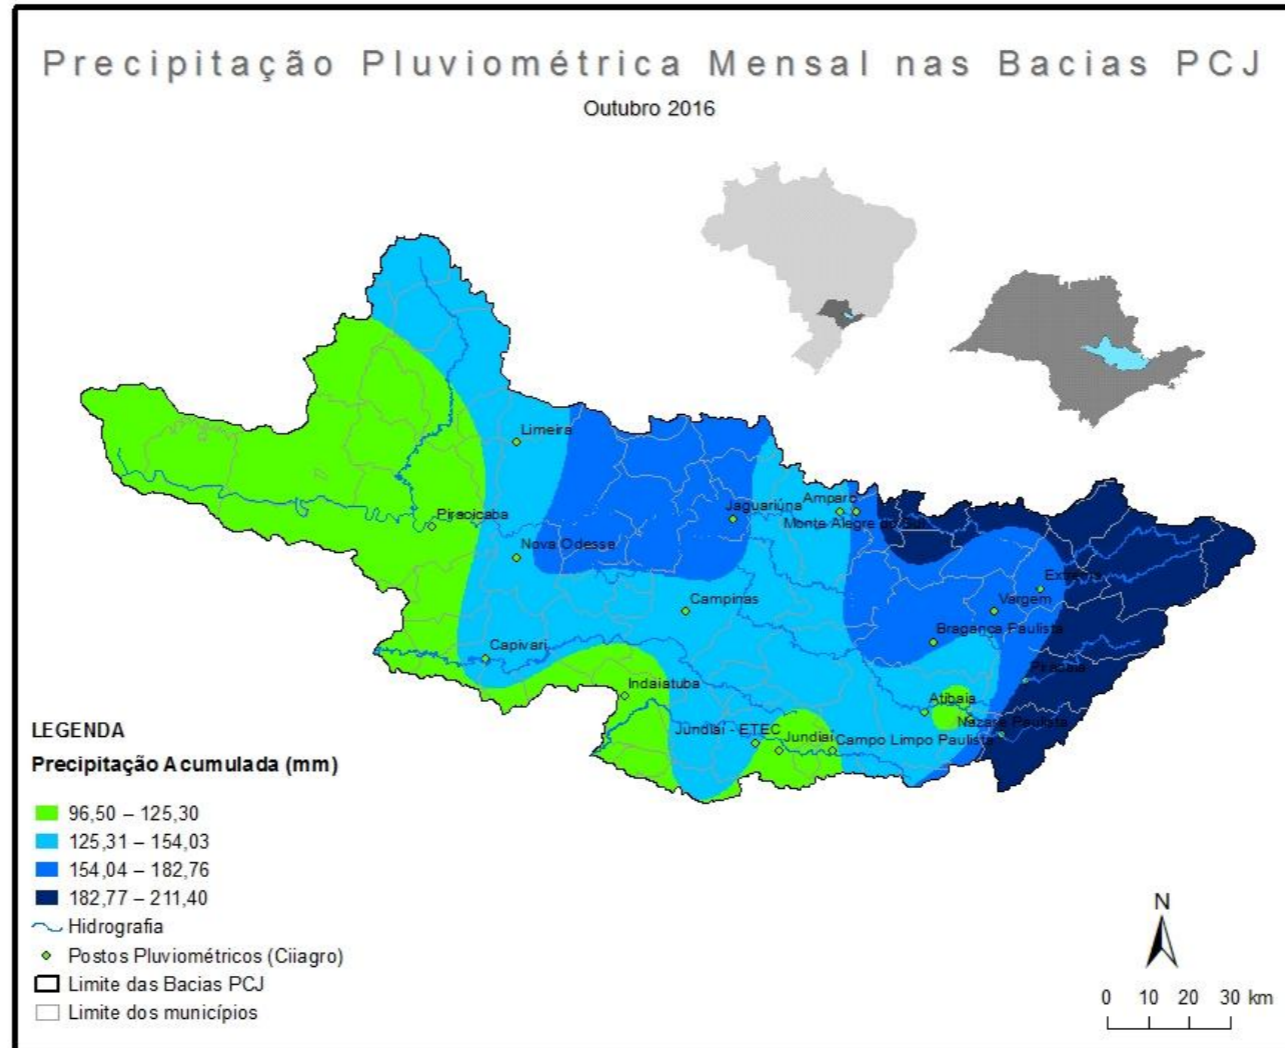 Precipitação Pluviométrica Mensal nas Bacias PCJ
Outubro 2016
Limeira
Piracicaba
Jaguariúna
Amparo
Monte Alegre do Sul
Nova Odesse
Extrema
Campinas
Vargem
Bragança Paulista
Capivari
Piracaia
Indaiatuba
Atibaia
Nazaré Paulista
Jundiaí - ETEC
Jundiaí
Campo Limpo Paulista
LEGENDA
Precipitação Acumulada (mm)
96,50 – 125,30
125,31 – 154,03
154,04 – 182,76
182,77 – 211,40
Hidrografia
Postos Pluviométricos (Ciiagro)
Limite das Bacias PCJ
Limite dos municípios
N
0 10 20 30 km